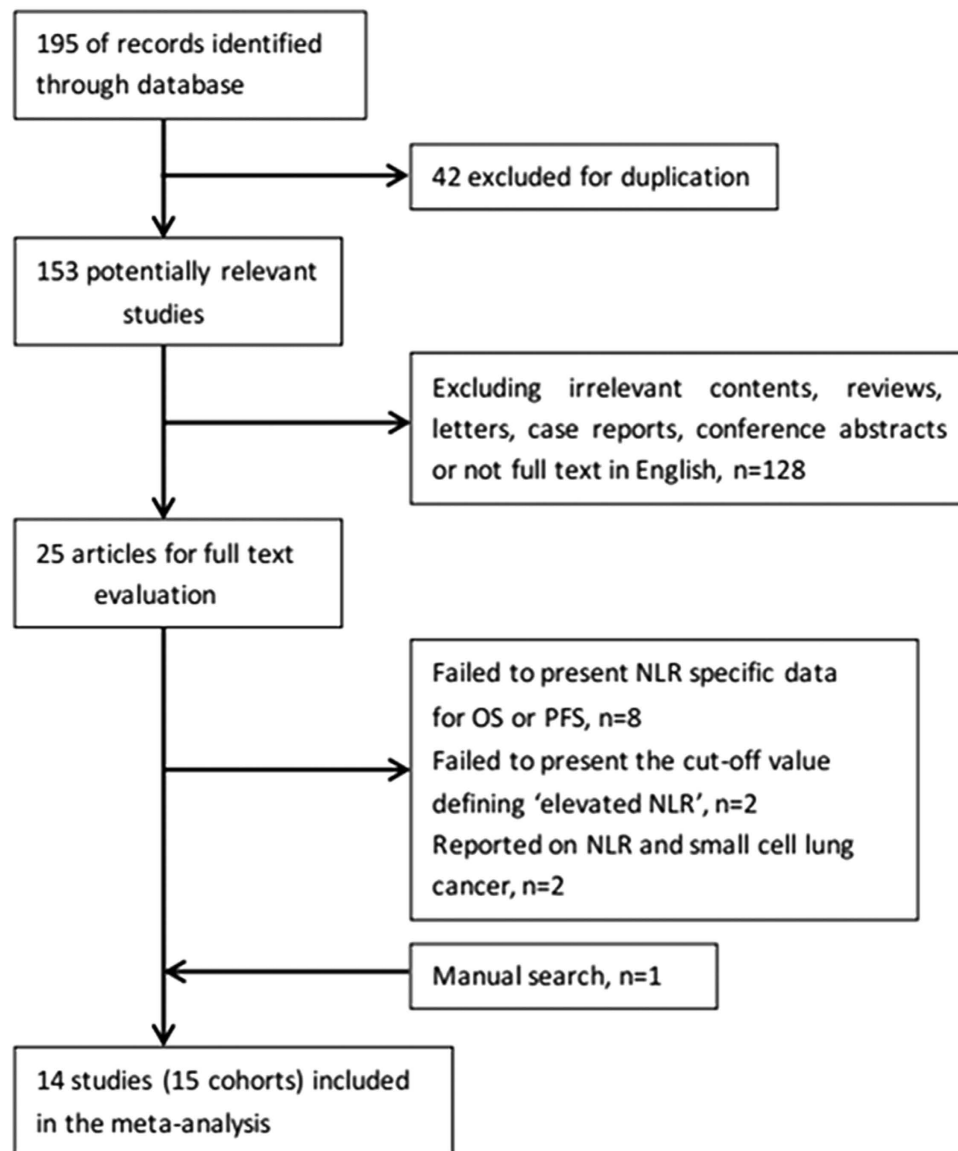 195 of records identified
through database
42 excluded for duplication
153 potentially relevant
studies
Excluding irrelevant contents, reviews,
letters, case reports, conference abstracts
or not full text in English, n=128
25 articles for full text
evaluation
Failed to present NLR specific data
for OS or PFS, n=8
Failed to present the cut-off value
defining ‘elevated NLR’, n=2
Reported on NLR and small cell lung
cancer, n=2
Manual search, n=1
14 studies (15 cohorts) included
in the meta-analysis